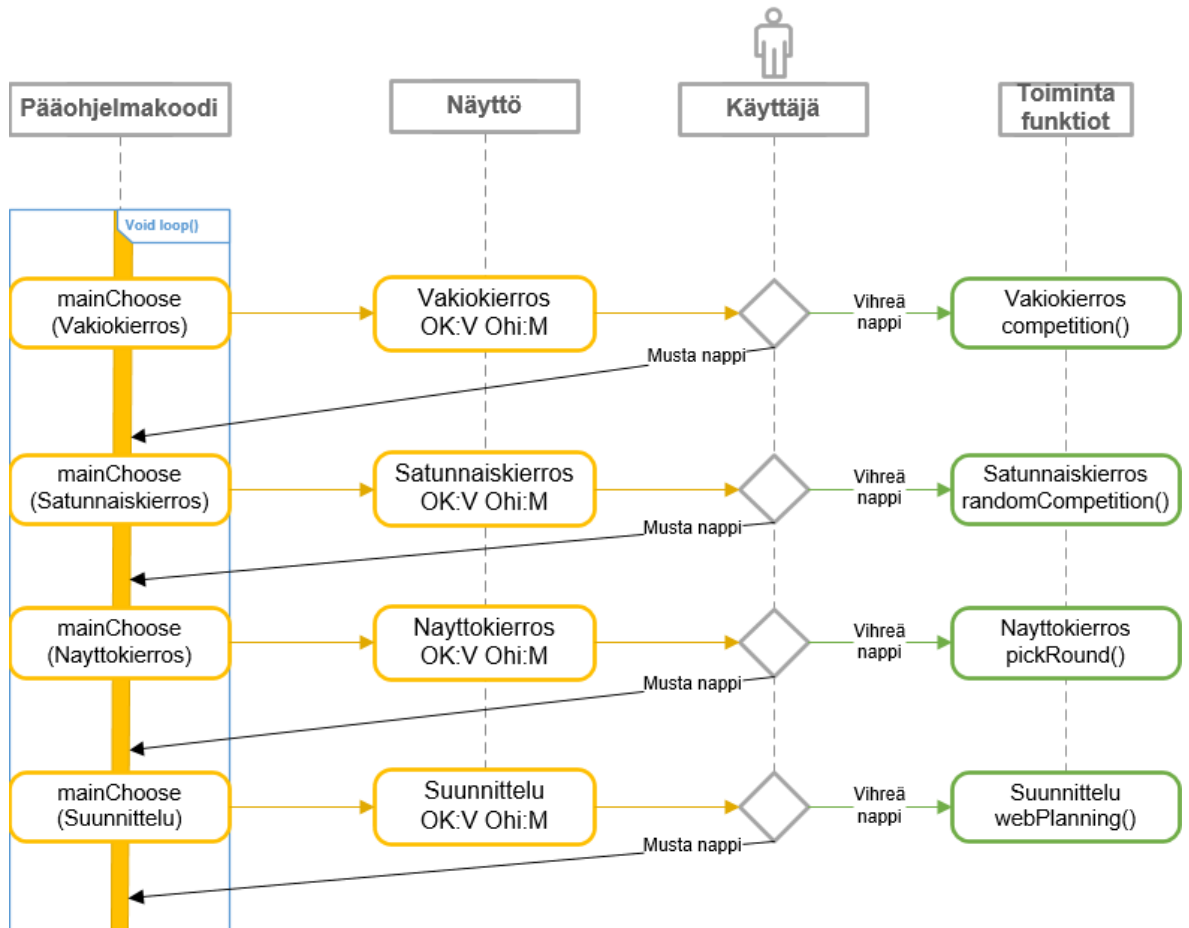 Pääohjelmakoodi
Näyttö
Käyttäjä
Toiminta
funktiot
Void loop()
mainChoose
(Vakiokierros)
Vakiokierros
OK:V Ohi:M
Vihreä
nappi
Vakiokierros
competition()
Musta nappi
mainChoose
(Satunnaiskierros)
Satunnaiskierros
OK:V Ohi:M
Vihreä
nappi
Satunnaiskierros
randomCompetition()
Musta nappi
mainChoose
(Nayttokierros)
Nayttokierros
OK:V Ohi:M
Vihreä
nappi
Nayttokierros
pickRound()
Musta nappi
mainChoose
(Suunnittelu)
Suunnittelu
OK:V Ohi:M
Vihreä
nappi
Suunnittelu
webPlanning()
Musta nappi